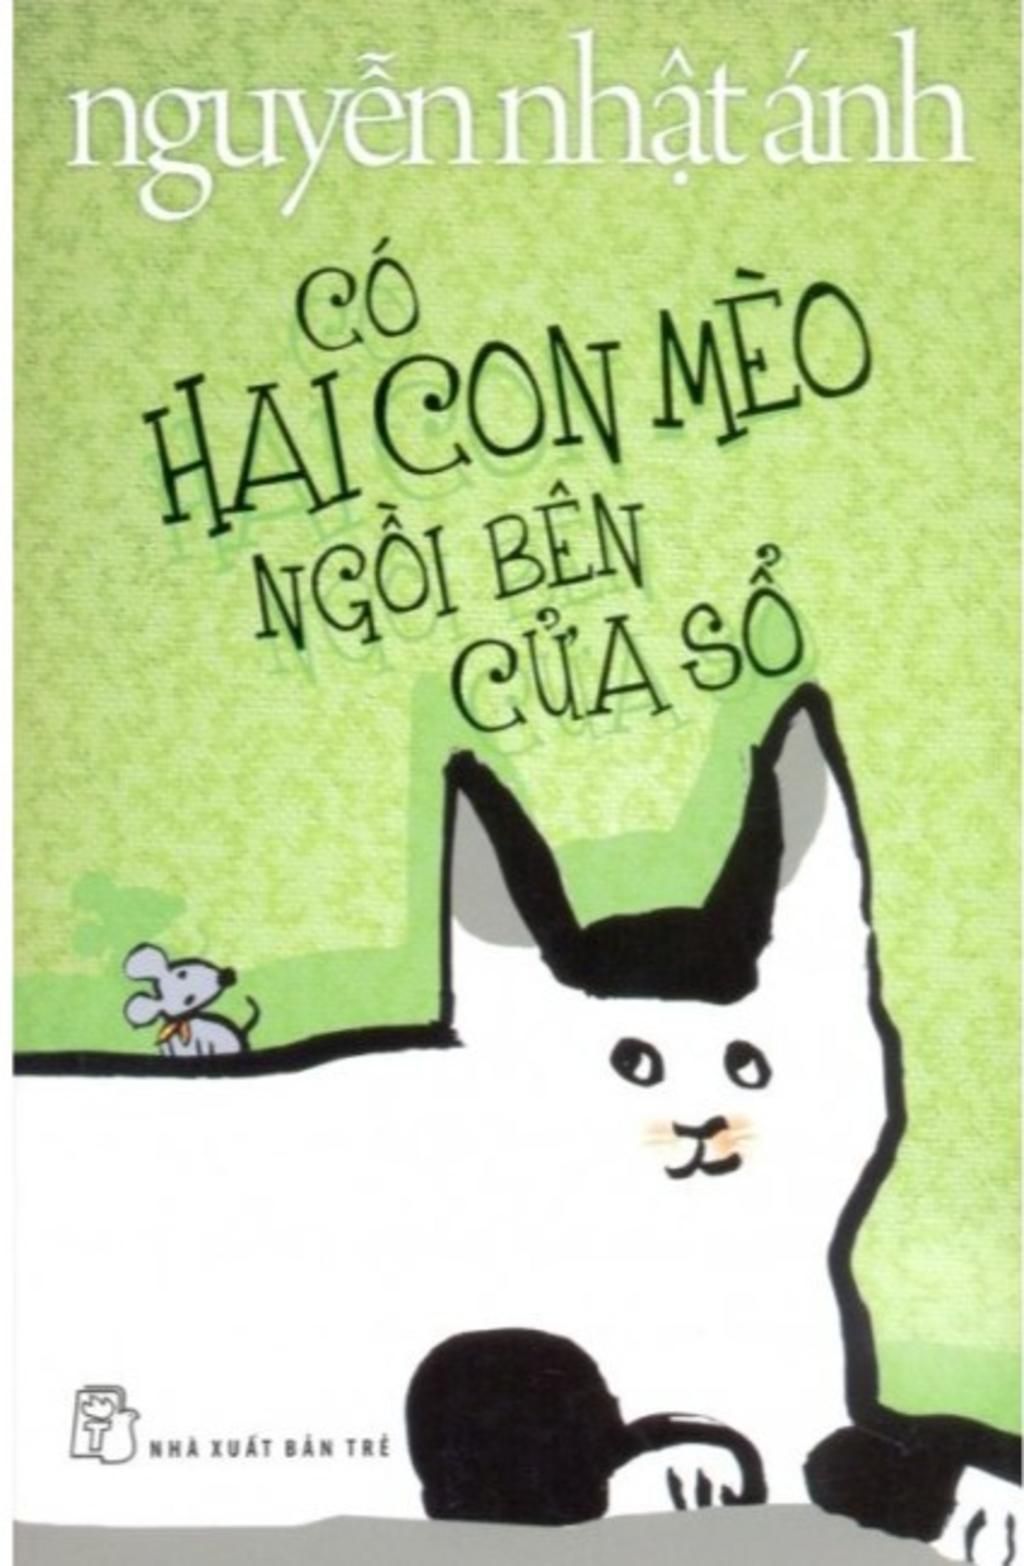 nguyễn nhật ánh
CÓ
HAI CON MÈO
NGỒI BÊN
CỬA SỔ
NHÀ XUẤT BẢN TRẺ